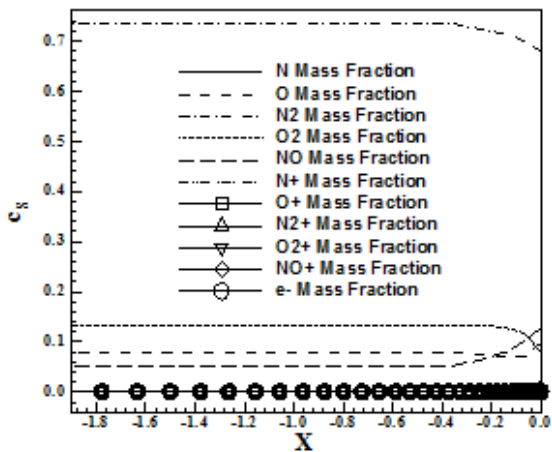 0.7
0.6
0.5
0.4
0.3
0.2
0.1
0.0
c_s
N Mass Fraction
O Mass Fraction
N2 Mass Fraction
O2 Mass Fraction
NO Mass Fraction
N+ Mass Fraction
O+ Mass Fraction
N2+ Mass Fraction
O2+ Mass Fraction
NO+ Mass Fraction
e- Mass Fraction
-1.8 -1.6 -1.4 -1.2 -1.0 -0.8 -0.6 -0.4 -0.2 0.0
X